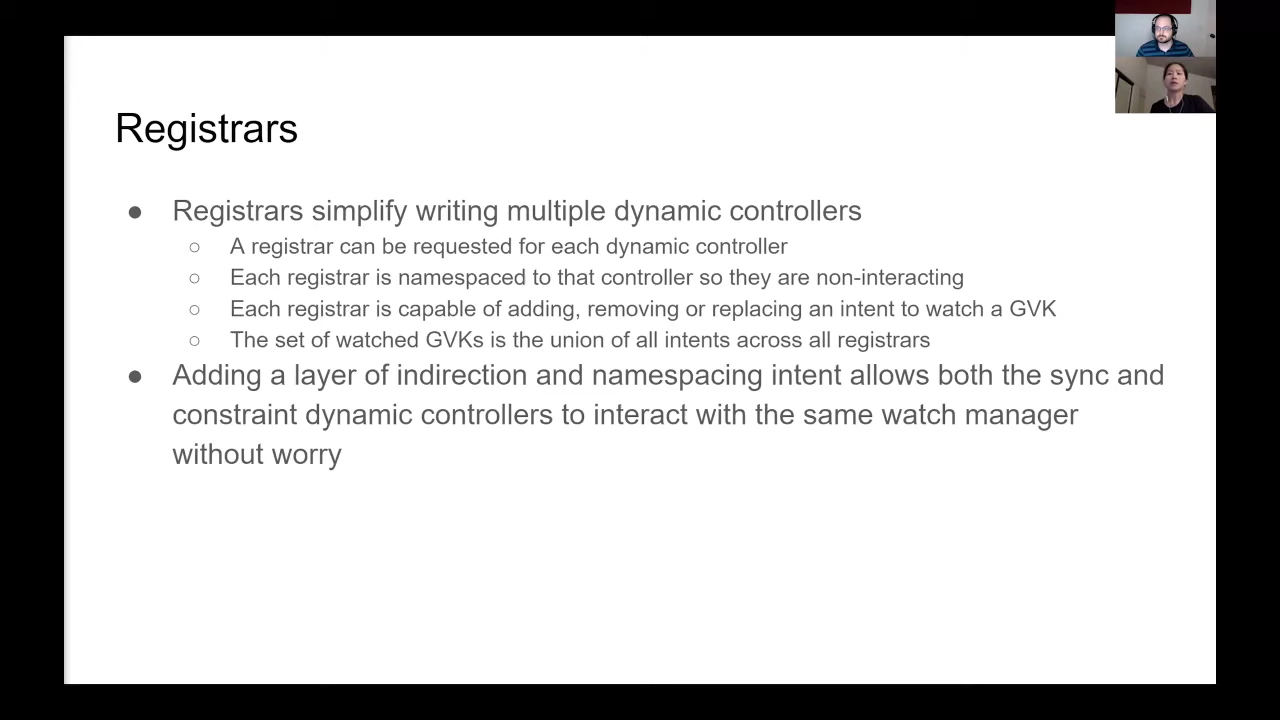 Registrars
● Registrars simplify writing multiple dynamic controllers
○ A registrar can be requested for each dynamic controller
○ Each registrar is namespaced to that controller so they are non-interacting
○ Each registrar is capable of adding, removing or replacing an intent to watch a GVK
○ The set of watched GVKs is the union of all intents across all registrars
● Adding a layer of indirection and namespacing intent allows both the sync and
constraint dynamic controllers to interact with the same watch manager
without worry